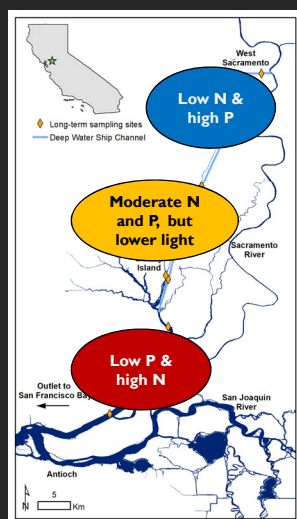 West
Sacramento
Long-term sampling sites
Deep Water Ship Channel
Low N &
high P
Moderate N
and P, but
lower light
Island
Sacramento
River
Low P &
high N
Outlet to
San Francisco Bay
San Joaquin
River
Antioch
N
5
Km